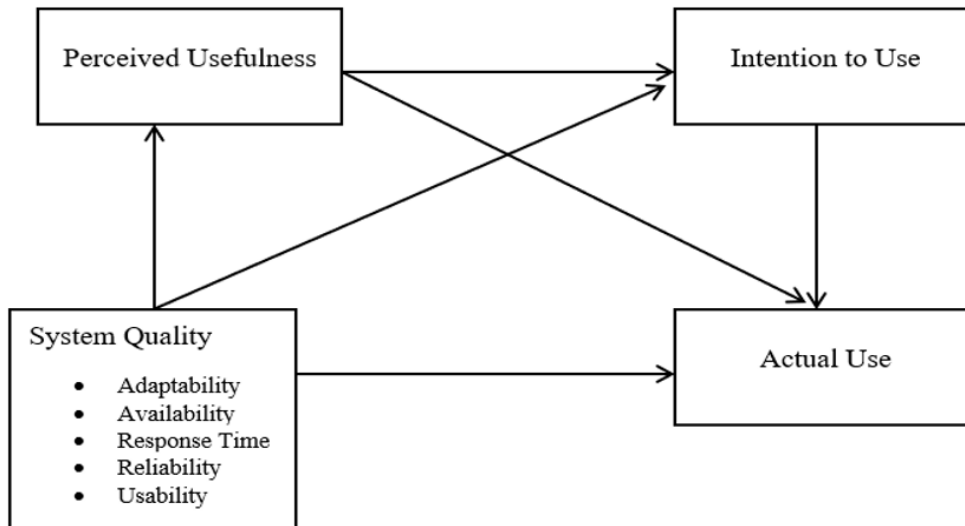 Perceived Usefulness
Intention to Use
System Quality
• Adaptability
• Availability
• Response Time
• Reliability
• Usability
Actual Use